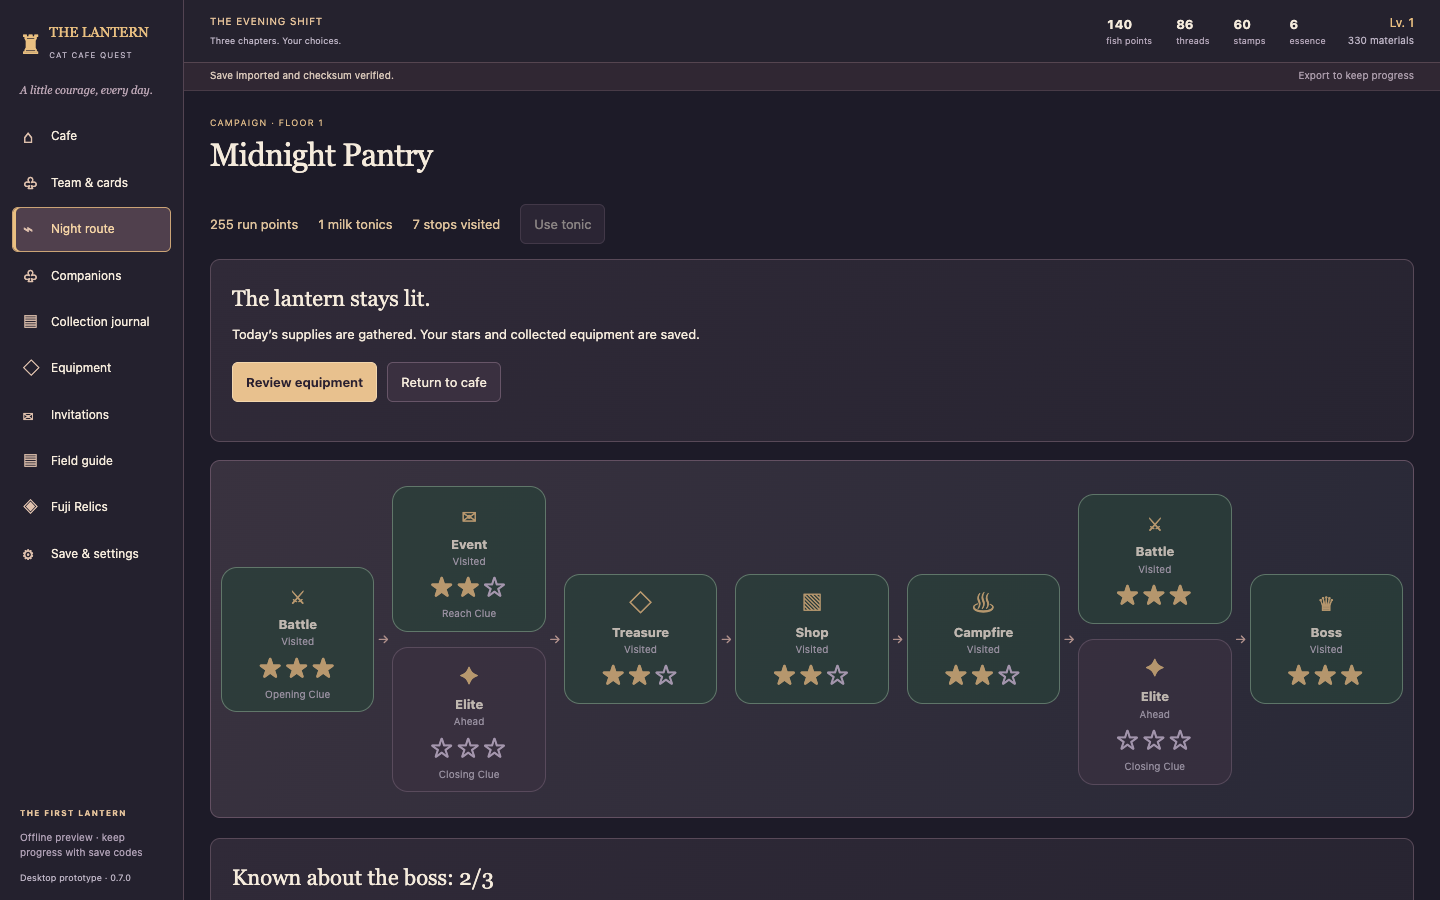 THE LANTERN
CAT CAFE QUEST
A little courage, every day.
Cafe
Team & cards
Night route
Companions
Collection journal
Equipment
Invitations
Field guide
Fuji Relics
Save & settings
THE FIRST LANTERN
Offline preview · keep
progress with save codes
Desktop prototype · 0.7.0
THE EVENING SHIFT
Three chapters. Your choices.
140
fish points
86
threads
60
stamps
6
essence
Lv. 1
330 materials
Save imported and checksum verified.
Export to keep progress
CAMPAIGN · FLOOR 1
Midnight Pantry
255 run points
1 milk tonics
7 stops visited
Use tonic
The lantern stays lit.
Today’s supplies are gathered. Your stars and collected equipment are saved.
Review equipment
Return to cafe
Battle
Visited
Opening Clue
Event
Visited
Reach Clue
Elite
Ahead
Closing Clue
Treasure
Visited
Shop
Visited
Campfire
Visited
Battle
Visited
Elite
Ahead
Closing Clue
Boss
Visited
Known about the boss: 2/3